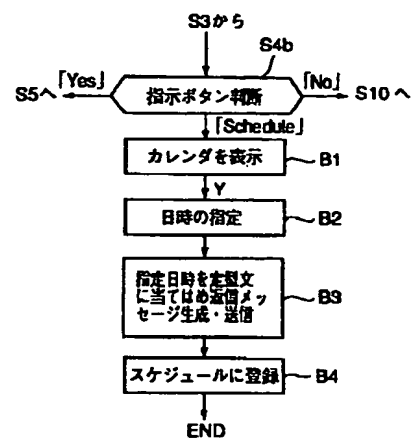 S3から
S4b
「Yes」
「No」
S5へ
指示ボタン判断
S10へ
「Schedule」
カレンダを表示
B1
Y
日時の指定
B2
指定日時を定型文
に当てはめ返信メッ
セージ生成・送信
B3
スケジュールに登録
B4
END